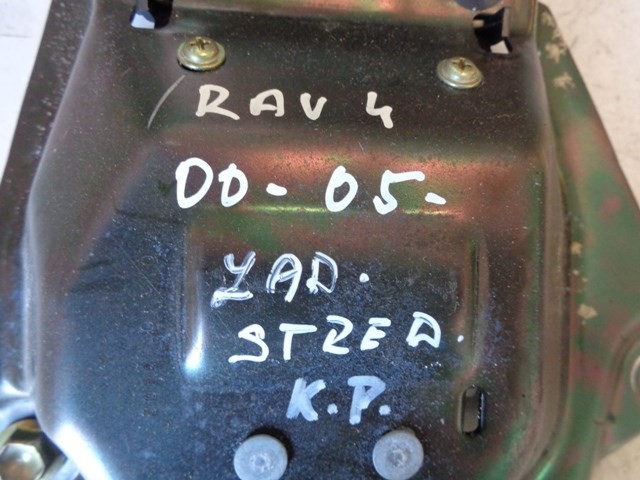 RAV 4
00-05-
ZAD.
STZED.
K.P.